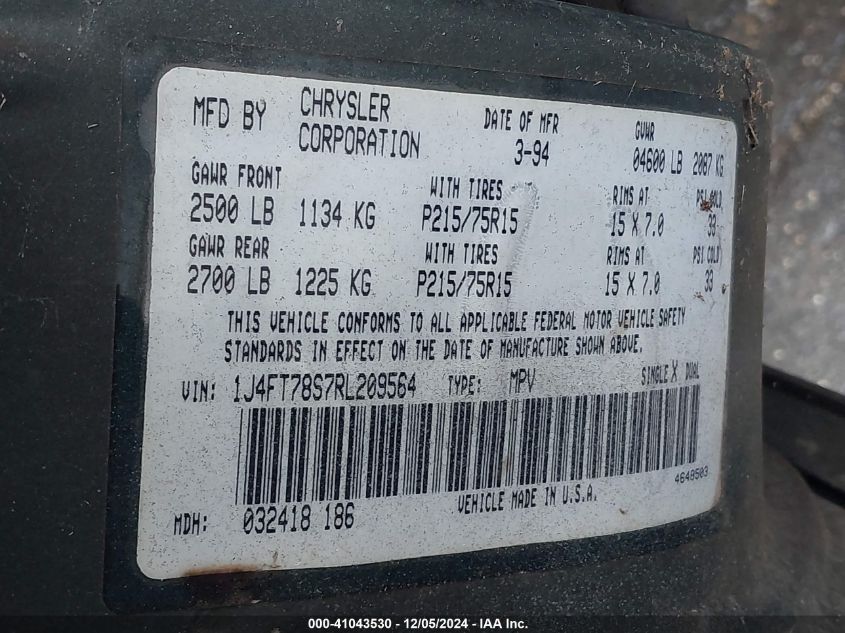 MFD BY CHRYSLER CORPORATION DATE OF MFR 3-94 GVWR 04600 LB 2087 KG
GAWR FRONT WITH TIRES RIMS AT PSI COLD
2500 LB 1134 KG P215/75R15 15 X 7.0 33
GAWR REAR WITH TIRES RIMS AT PSI COLD
2700 LB 1225 KG P215/75R15 15 X 7.0 33
THIS VEHICLE CONFORMS TO ALL APPLICABLE FEDERAL MOTOR VEHICLE SAFETY
STANDARDS IN EFFECT ON THE DATE OF MANUFACTURE SHOWN ABOVE.
VIN: 1J4FT78S7RL209564 TYPE: MPV SINGLE X DUAL
4648503
MDH: 032418 186 VEHICLE MADE IN U.S.A.
000-41043530 - 12/05/2024 - © IAA, Inc.